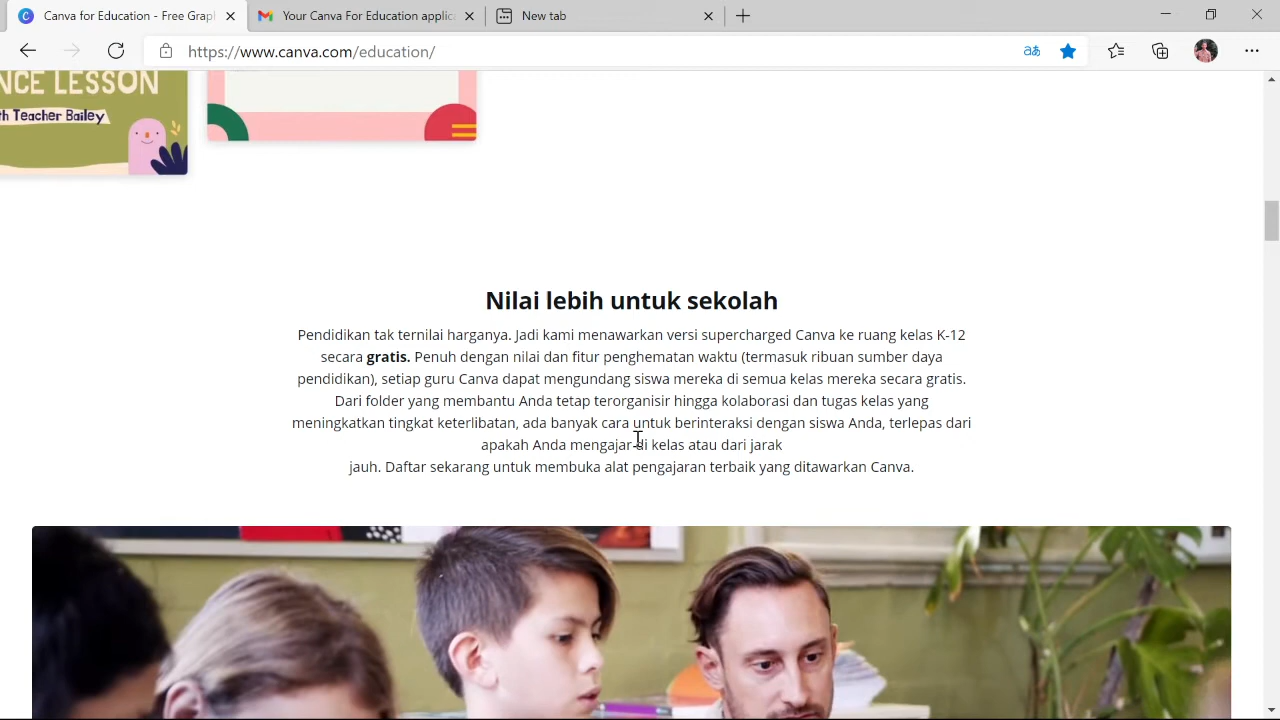 Canva for Education - Free Grap
Your Canva For Education applic
New tab
https://www.canva.com/education/
NCE LESSON
th Teacher Bailey
Nilai lebih untuk sekolah
Pendidikan tak ternilai harganya. Jadi kami menawarkan versi supercharged Canva ke ruang kelas K-12
secara gratis. Penuh dengan nilai dan fitur penghematan waktu (termasuk ribuan sumber daya
pendidikan), setiap guru Canva dapat mengundang siswa mereka di semua kelas mereka secara gratis.
Dari folder yang membantu Anda tetap terorganisir hingga kolaborasi dan tugas kelas yang
meningkatkan tingkat keterlibatan, ada banyak cara untuk berinteraksi dengan siswa Anda, terlepas dari
apakah Anda mengajar di kelas atau dari jarak
jauh. Daftar sekarang untuk membuka alat pengajaran terbaik yang ditawarkan Canva.